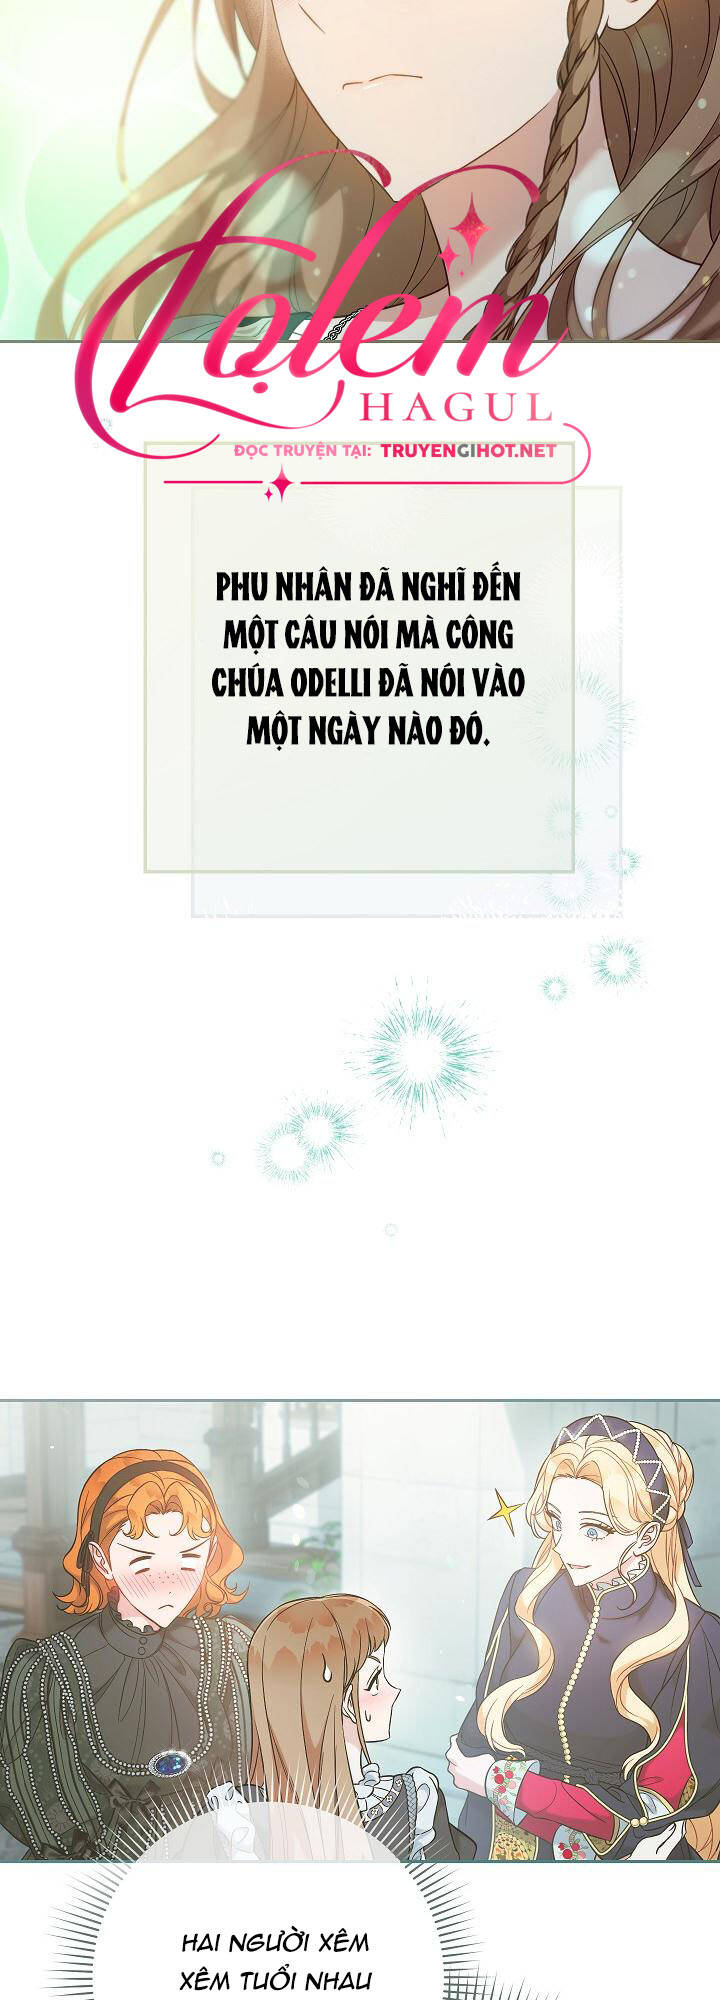 Lọlem
HAGUL
ĐỌC TRUYỆN TẠI: TRUYENGIHOT.NET
PHU NHÂN ĐÃ NGHĨ ĐẾN
MỘT CÂU NÓI MÀ CÔNG
CHÚA ODELLI ĐÃ NÓI VÀO
MỘT NGÀY NÀO ĐÓ.
HAI NGƯỜI XÊM
XÊM TUỔI NHAU